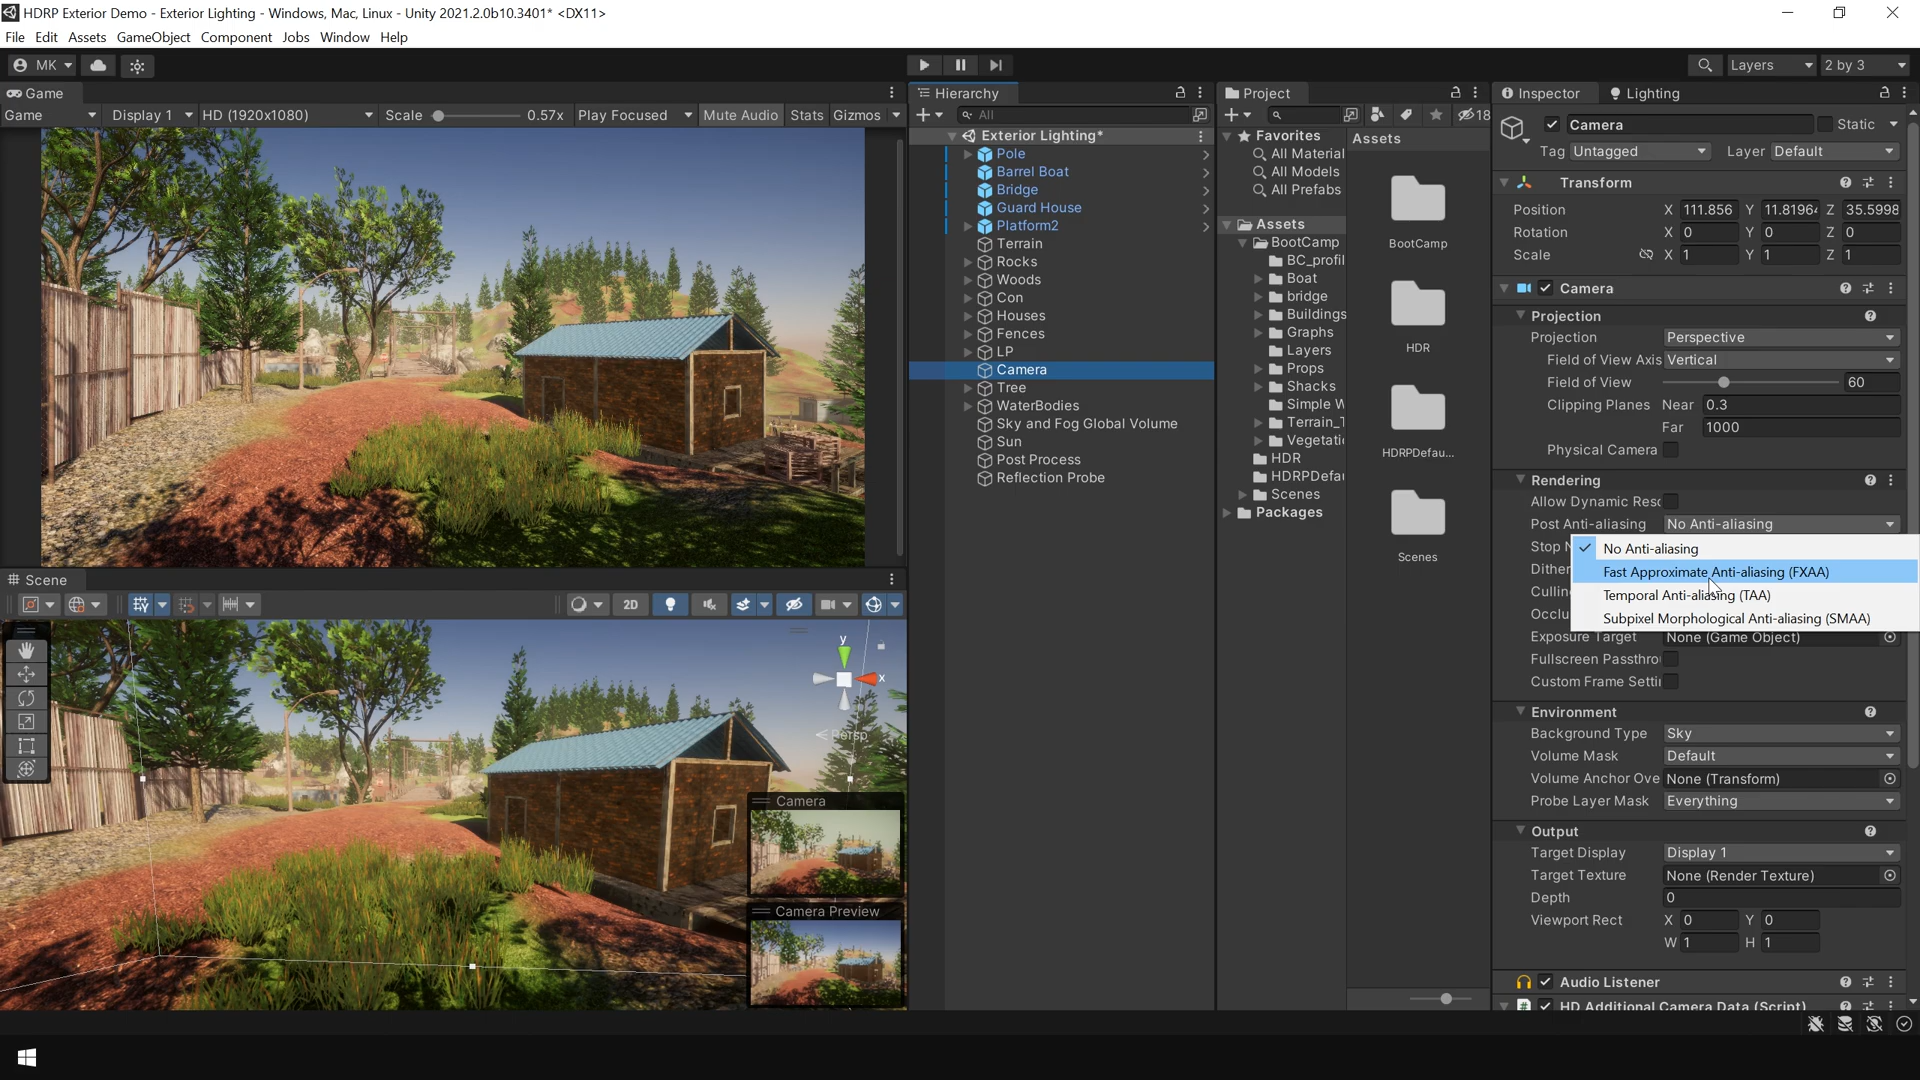 HDRP Exterior Demo - Exterior Lighting - Windows, Mac, Linux - Unity 2021.2.0b10.3401* <DX11>
File Edit Assets GameObject Component Jobs Window Help
MK Layers 2 by 3
Game
Game Display 1 HD (1920x1080) Scale 0.57x Play Focused Mute Audio Stats Gizmos
Scene
2D
y
x
Persp
Camera
Camera Preview
Hierarchy
All
Exterior Lighting*
Pole
Barrel Boat
Bridge
Guard House
Platform2
Terrain
Rocks
Woods
Con
Houses
Fences
LP
Camera
Tree
WaterBodies
Sky and Fog Global Volume
Sun
Post Process
Reflection Probe
Project
18
Favorites
All Material
All Models
All Prefabs
Assets
BootCamp
BC_profil
Boat
bridge
Buildings
Graphs
Layers
Props
Shacks
Simple W
Terrain_T
Vegetati
HDR
HDRPDefau
Scenes
Packages
Assets
BootCamp
HDR
HDRPDefau...
Scenes
Inspector Lighting
Camera Static
Tag Untagged Layer Default
Transform
Position X 111.856 Y 11.81964 Z 35.5998
Rotation X 0 Y 0 Z 0
Scale X 1 Y 1 Z 1
Camera
Projection
Projection Perspective
Field of View Axis Vertical
Field of View 60
Clipping Planes Near 0.3
Far 1000
Physical Camera
Rendering
Allow Dynamic Reso
Post Anti-aliasing No Anti-aliasing
Stop N
No Anti-aliasing
Dither
Fast Approximate Anti-aliasing (FXAA)
Cullin
Temporal Anti-aliasing (TAA)
Occlu
Subpixel Morphological Anti-aliasing (SMAA)
Exposure Target None (Game Object)
Fullscreen Passthro
Custom Frame Setti
Environment
Background Type Sky
Volume Mask Default
Volume Anchor Ove None (Transform)
Probe Layer Mask Everything
Output
Target Display Display 1
Target Texture None (Render Texture)
Depth 0
Viewport Rect X 0 Y 0
W 1 H 1
Audio Listener
# HD Additional Camera Data (Script)